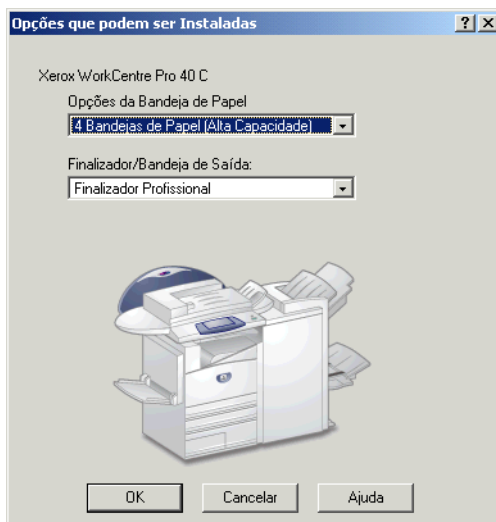 Opções que podem ser Instaladas
Xerox WorkCentre Pro 40 C
Opções da Bandeja de Papel
4 Bandejas de Papel (Alta Capacidade)
Finalizador/Bandeja de Saída:
Finalizador Profissional
OK Cancelar Ajuda